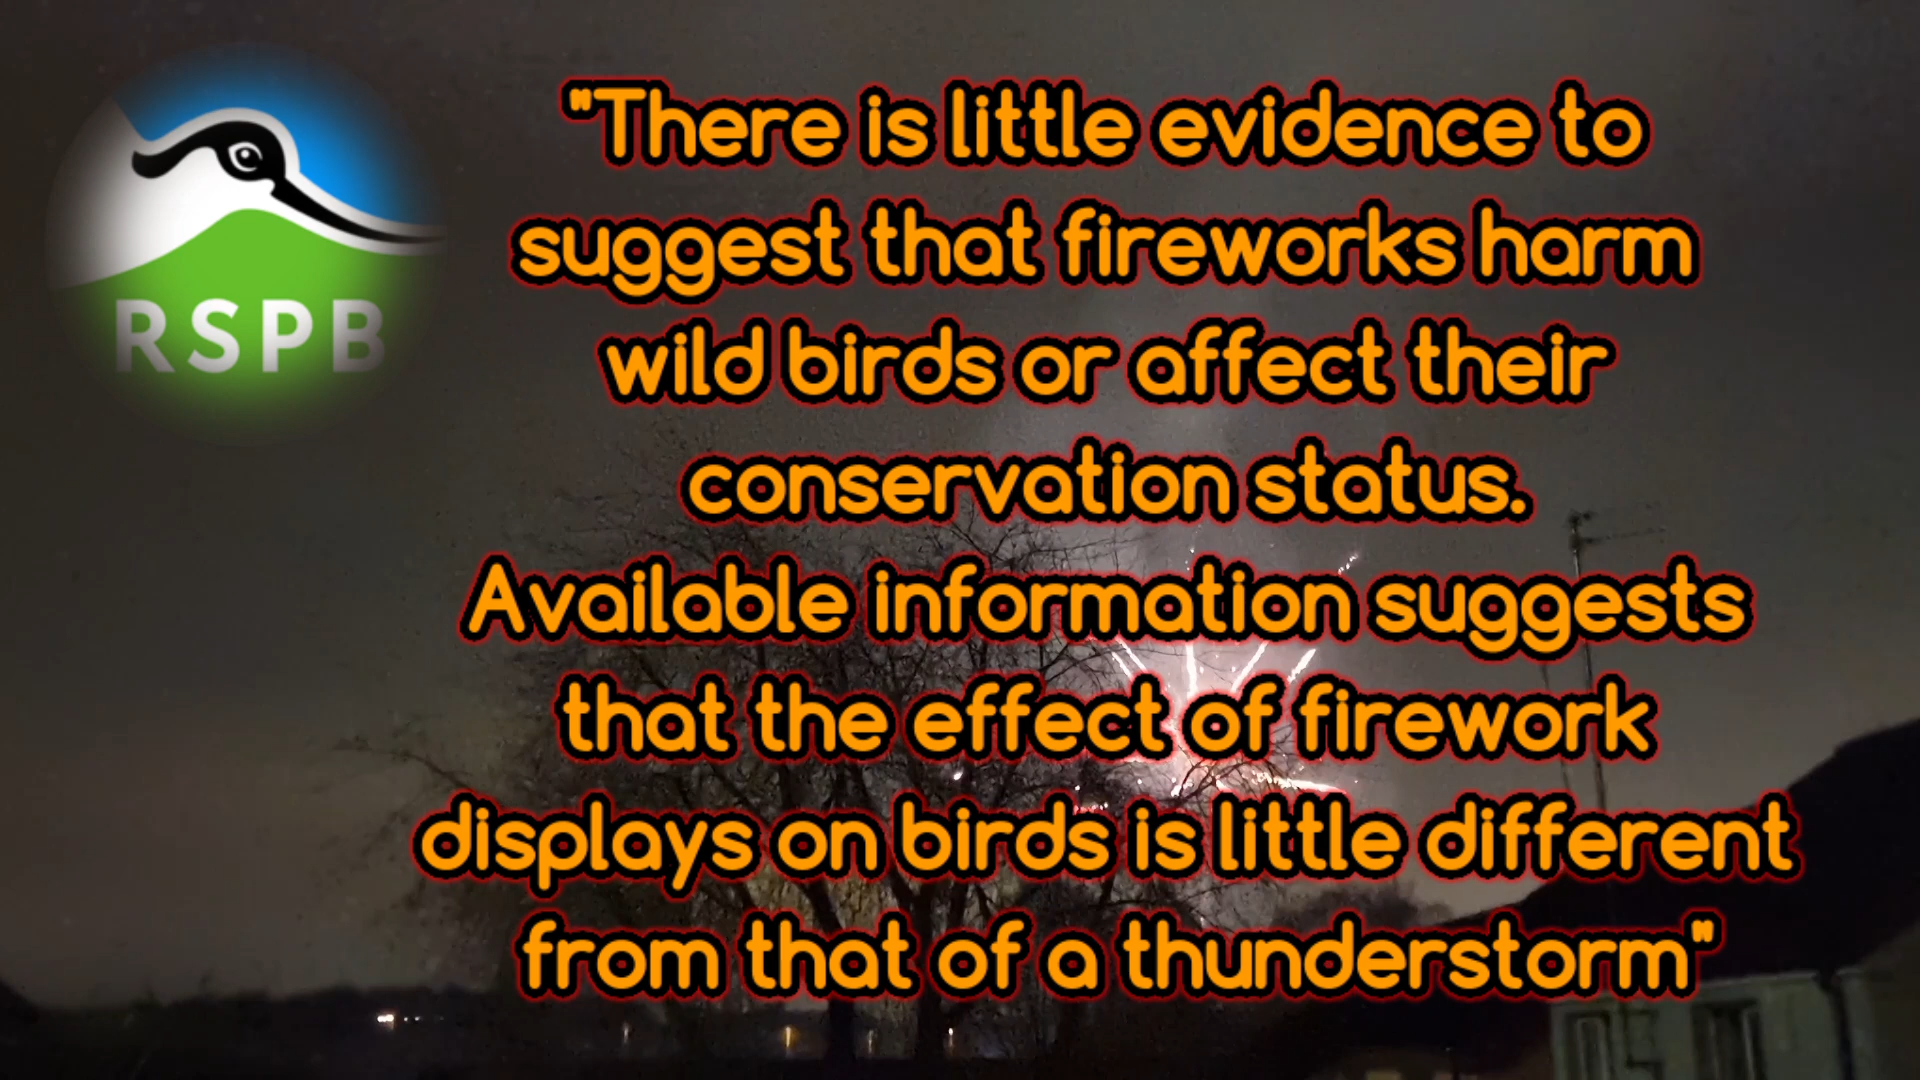 RSPB
"There is little evidence to
suggest that fireworks harm
wild birds or affect their
conservation status.
Available information suggests
that the effect of firework
displays on birds is little different
from that of a thunderstorm"